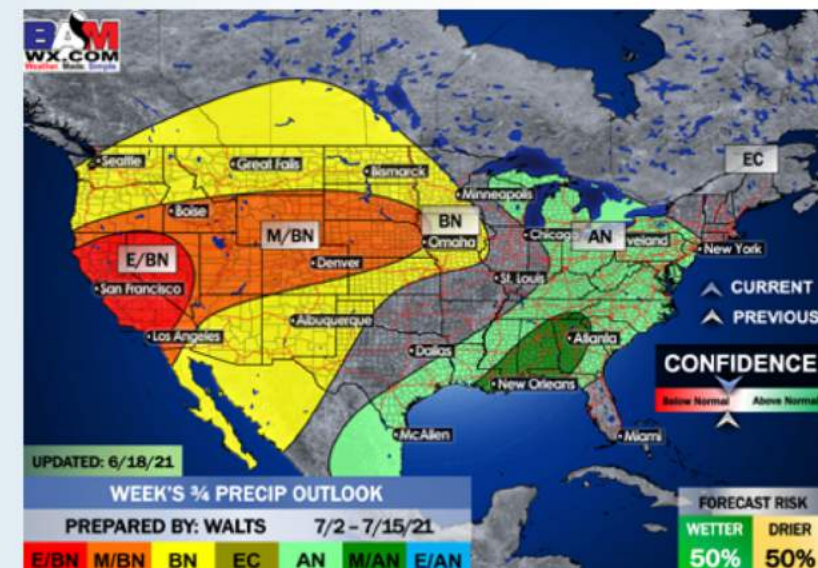 BAM
WX.COM
Weather. Made. Simple.
Seattle
Great Falls
Bismarck
Minneapolis
EC
Boise
M/BN
BN
Omaha
Chicago
AN
veland
New York
E/BN
Denver
San Francisco
St. Louis
CURRENT
Los Angeles
Albuquerque
PREVIOUS
Dallas
Atlanta
CONFIDENCE
New Orleans
Below Normal
Above Normal
McAllen
Miami
UPDATED: 6/18/21
WEEK'S ¾ PRECIP OUTLOOK
PREPARED BY: WALTS 7/2 – 7/15/21
E/BN M/BN BN EC AN M/AN E/AN
FORECAST RISK
WETTER DRIER
50% 50%